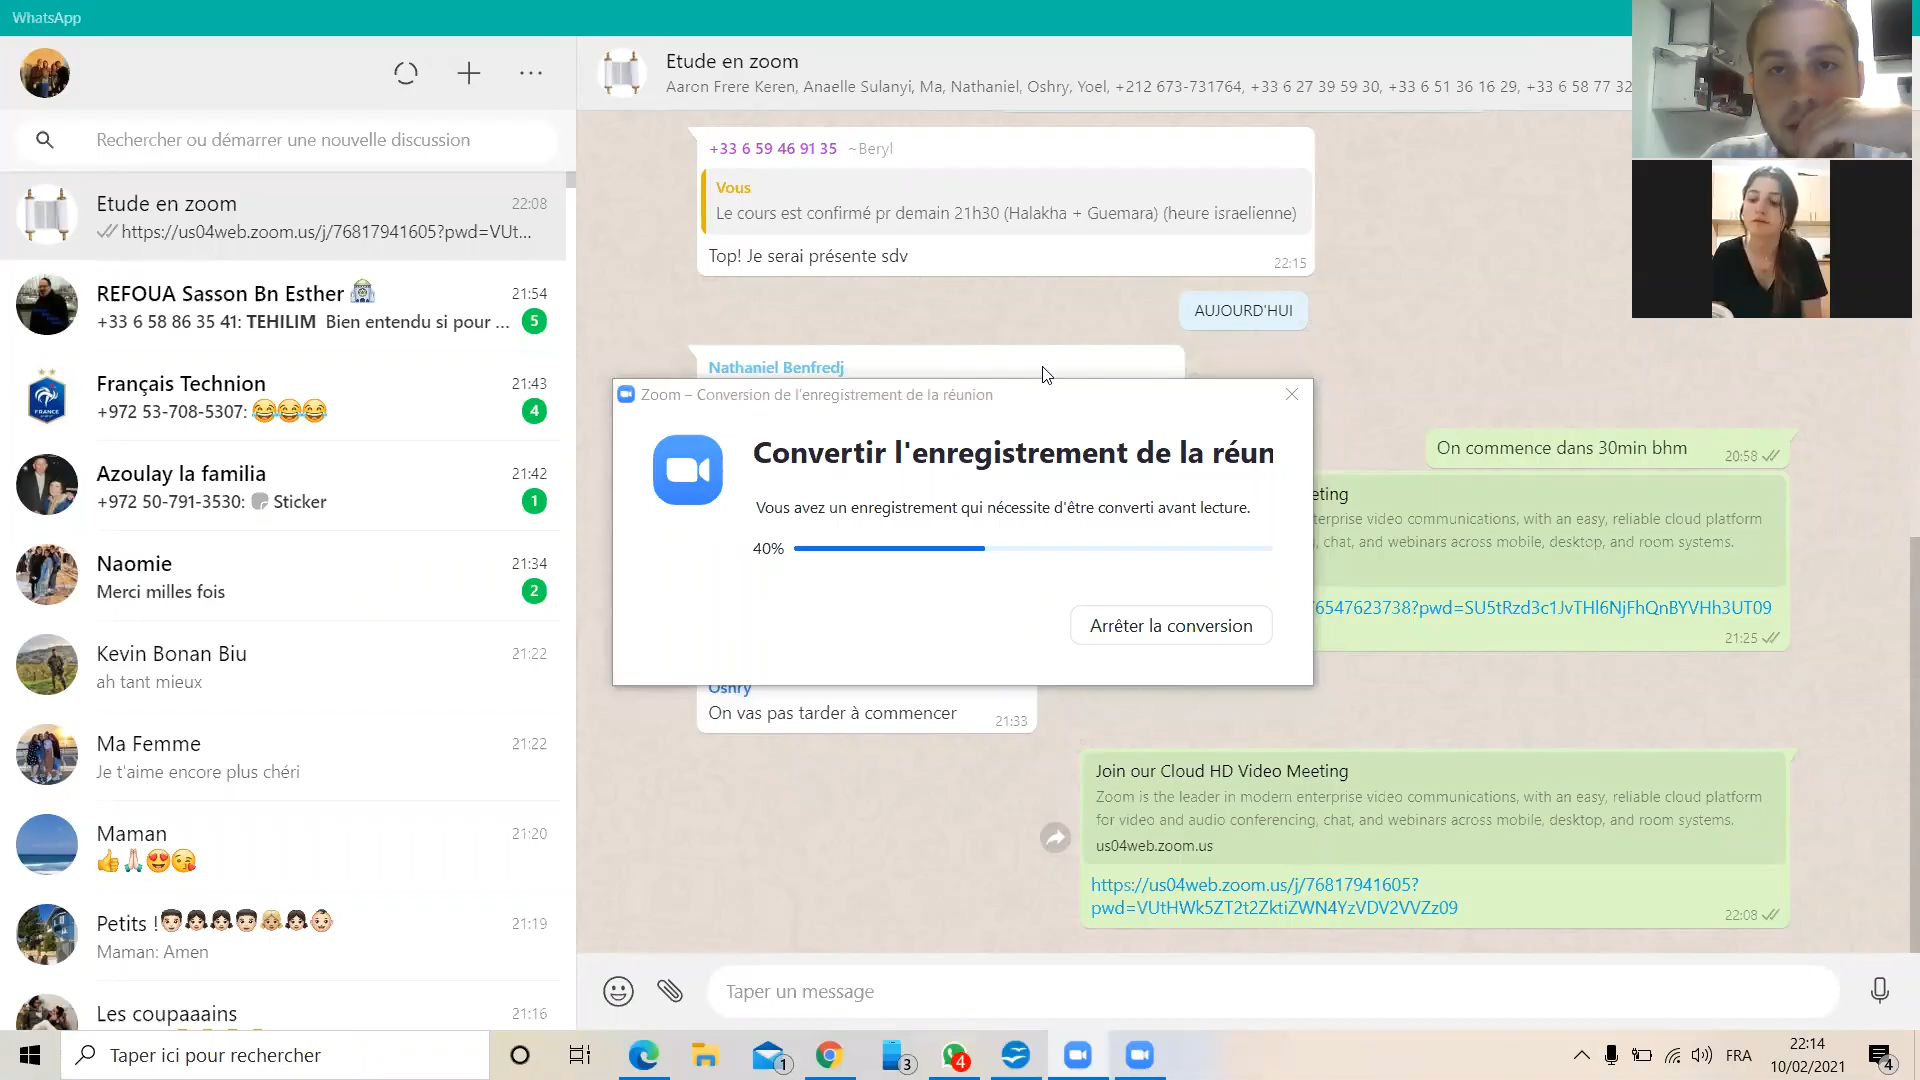 WhatsApp
Rechercher ou démarrer une nouvelle discussion
Etude en zoom
22:08
https://us04web.zoom.us/j/76817941605?pwd=VUt...
REFOUA Sasson Bn Esther
21:54
+33 6 58 86 35 41: TEHILIM Bien entendu si pour ...
5
Français Technion
21:43
+972 53-708-5307:
4
FRANCE
Azoulay la familia
21:42
+972 50-791-3530: Sticker
1
Naomie
21:34
Merci milles fois
2
Kevin Bonan Biu
21:22
ah tant mieux
Ma Femme
21:22
Je t'aime encore plus chéri
Maman
21:20
Petits !
21:19
Maman: Amen
Les coupaaains
21:16
Etude en zoom
Aaron Frere Keren, Anaelle Sulanyi, Ma, Nathaniel, Oshry, Yoel, +212 673-731764, +33 6 27 39 59 30, +33 6 51 36 16 29, +33 6 58 77 32
+33 6 59 46 91 35 ~Beryl
Vous
Le cours est confirmé pr demain 21h30 (Halakha + Guemara) (heure israelienne)
Top! Je serai présente sdv
22:15
AUJOURD'HUI
Nathaniel Benfredj
Zoom – Conversion de l'enregistrement de la réunion
Convertir l'enregistrement de la réun
Vous avez un enregistrement qui nécessite d'être converti avant lecture.
40%
Arrêter la conversion
On commence dans 30min bhm
20:58
eting
terprise video communications, with an easy, reliable cloud platform
, chat, and webinars across mobile, desktop, and room systems.
6547623738?pwd=SU5tRzd3c1JvTHl6NjFhQnBYVHh3UT09
21:25
Oshry
On vas pas tarder à commencer
21:33
Join our Cloud HD Video Meeting
Zoom is the leader in modern enterprise video communications, with an easy, reliable cloud platform
for video and audio conferencing, chat, and webinars across mobile, desktop, and room systems.
us04web.zoom.us
https://us04web.zoom.us/j/76817941605?
pwd=VUtHWk5ZT2t2ZktiZWN4YzVDV2VVZz09
22:08
Taper un message
Taper ici pour rechercher
1
3
4
FRA
22:14
10/02/2021
4